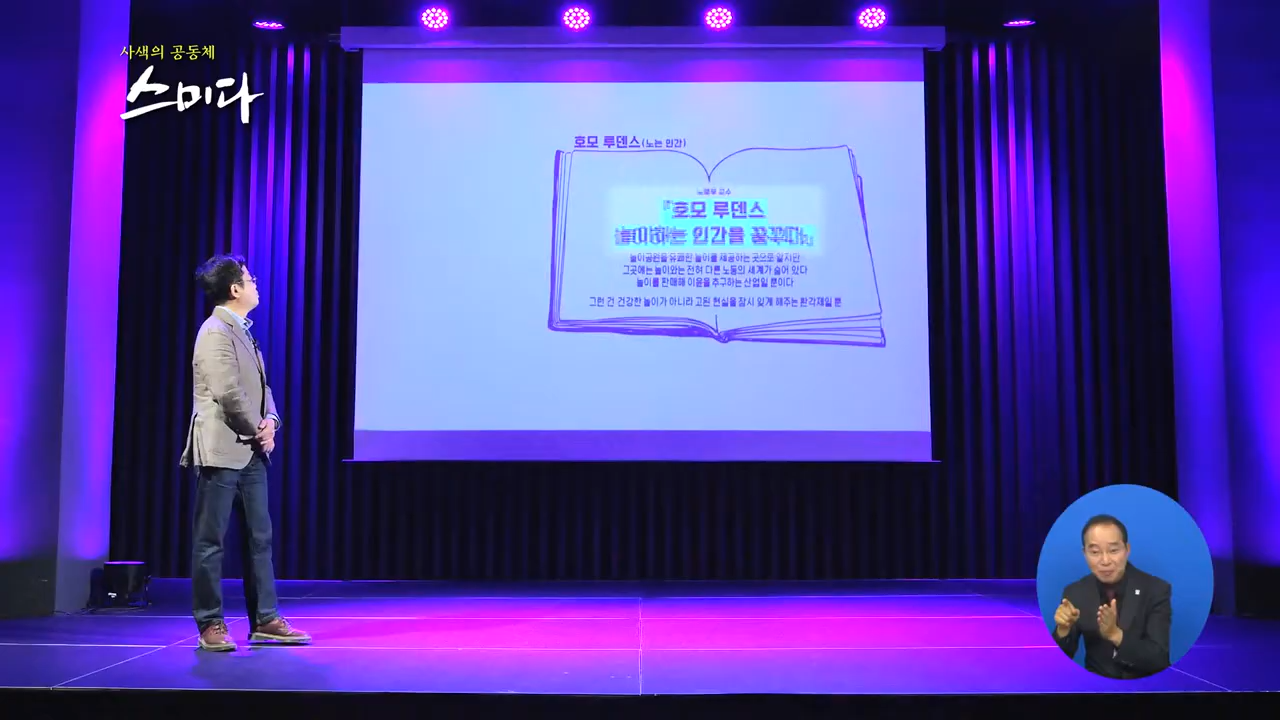 사색의 공동체
스미다
호모 루덴스(노는 인간)
노명우 교수
『호모 루덴스
놀이하는 인간을 꿈꾸다』
놀이공원을 유쾌한 놀이를 제공하는 곳으로 알지만
그곳에는 놀이와는 전혀 다른 노동의 세계가 숨어 있다
놀이를 판매해 이윤을 추구하는 산업일 뿐이다
그런 건 건강한 놀이가 아니라 고된 현실을 잠시 잊게 해주는 환각제일 뿐